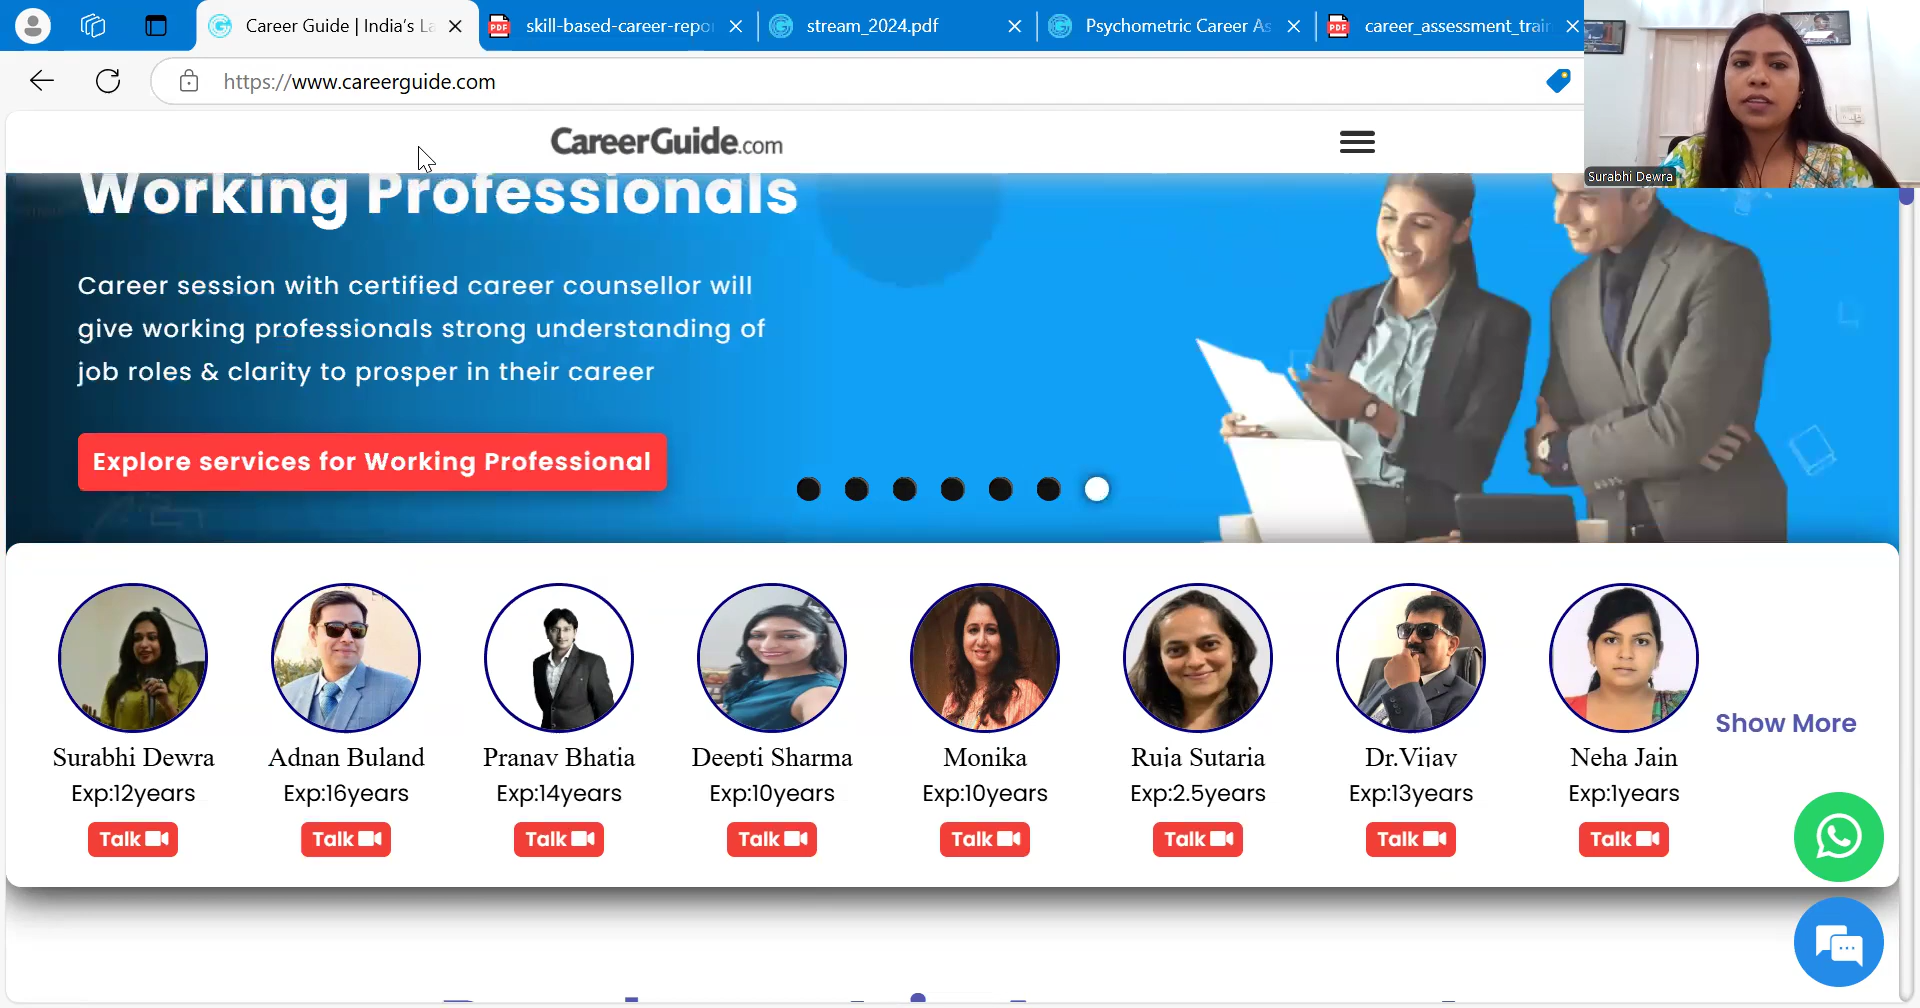 Career Guide | India's La
skill-based-career-repo
stream_2024.pdf
Psychometric Career As
career_assessment_train
https://www.careerguide.com
CareerGuide.com
Surabhi Dewra
Working Professionals
Career session with certified career counsellor will
give working professionals strong understanding of
job roles & clarity to prosper in their career
Explore services for Working Professional
Surabhi Dewra
Adnan Buland
Pranav Bhatia
Deepti Sharma
Monika
Ruja Sutaria
Dr.Vijay
Neha Jain
Exp:12years
Exp:16years
Exp:14years
Exp:10years
Exp:10years
Exp:2.5years
Exp:13years
Exp:1years
Show More
Talk
Talk
Talk
Talk
Talk
Talk
Talk
Talk